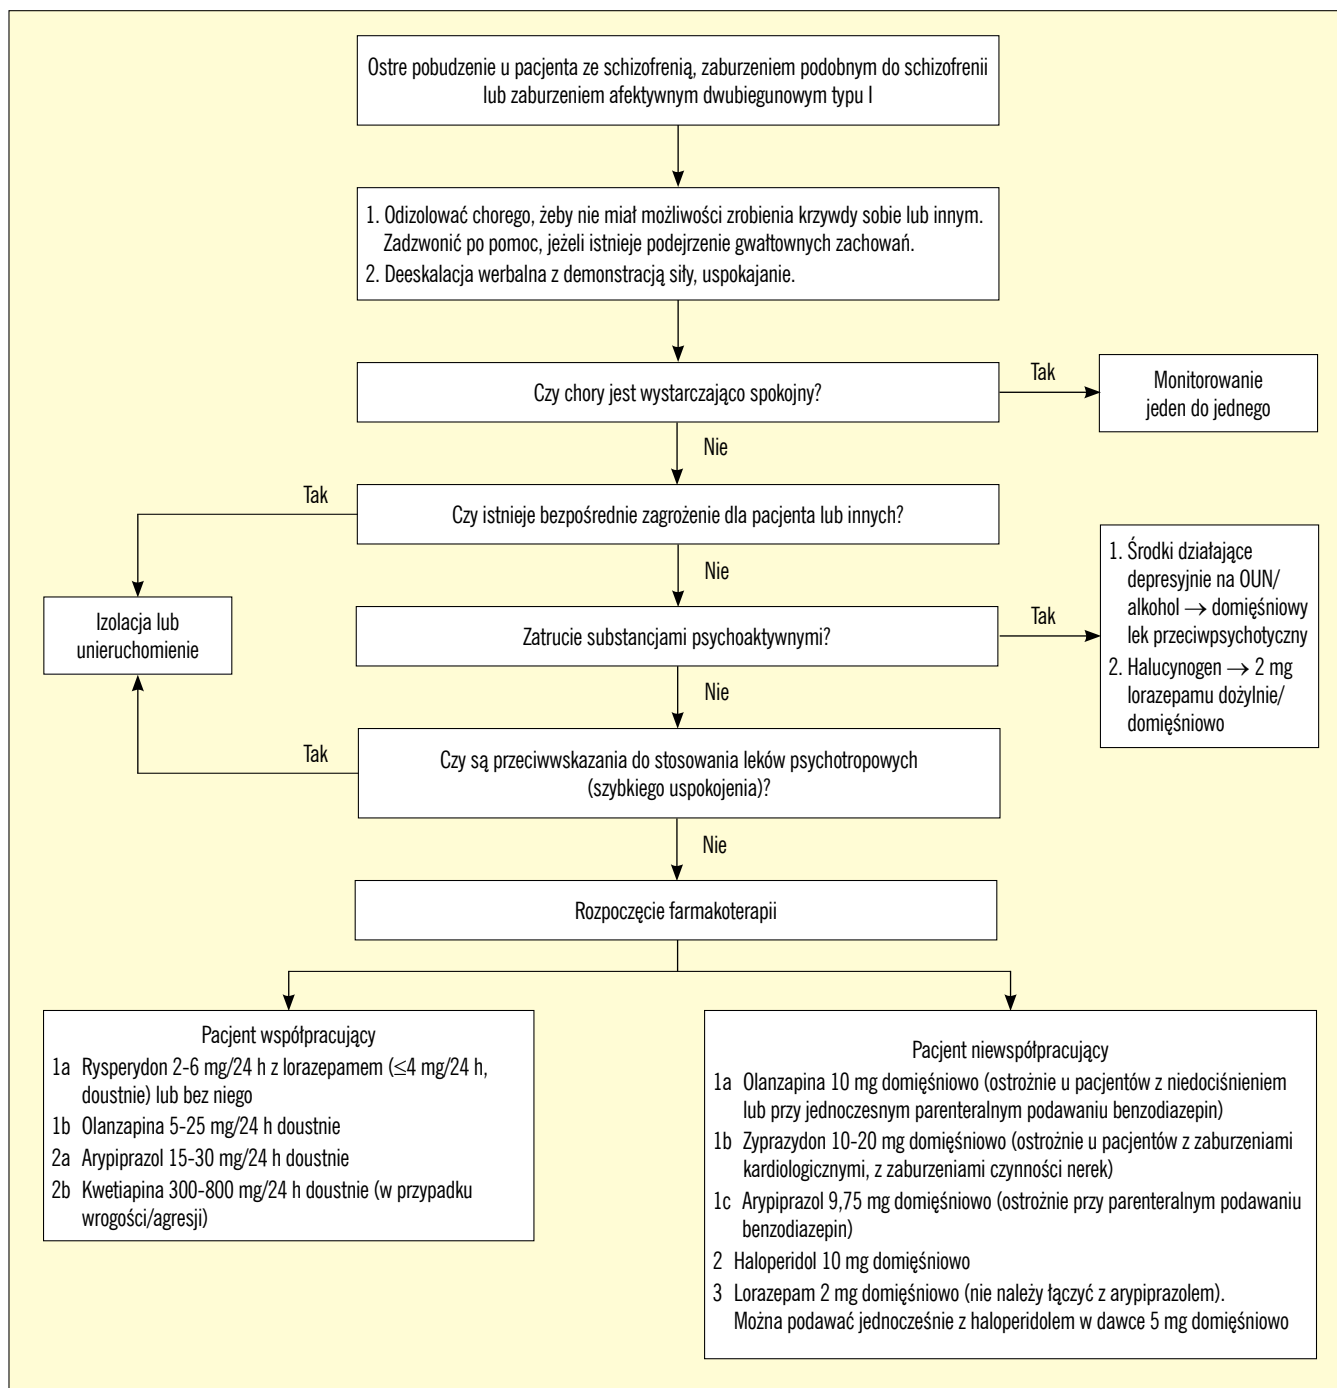 Ostre pobudzenie u pacjenta ze schizofrenią, zaburzeniem podobnym do schizofrenii
lub zaburzeniem afektywnym dwubiegunowym typu I
1. Odizolować chorego, żeby nie miał możliwości zrobienia krzywdy sobie lub innym.
Zadzwonić po pomoc, jeżeli istnieje podejrzenie gwałtownych zachowań.
2. Deeskalacja werbalna z demonstracją siły, uspokajanie.
Czy chory jest wystarczająco spokojny?
Tak
Monitorowanie
jeden do jednego
Nie
Tak
Czy istnieje bezpośrednie zagrożenie dla pacjenta lub innych?
Nie
Izolacja lub
unieruchomienie
Zatrucie substancjami psychoaktywnymi?
Tak
1. Środki działające
depresyjnie na OUN/
alkohol → domięśniowy
lek przeciwpsychotyczny
2. Halucynogen → 2 mg
lorazepamu dożylnie/
domięśniowo
Nie
Tak
Czy są przeciwwskazania do stosowania leków psychotropowych
(szybkiego uspokojenia)?
Nie
Rozpoczęcie farmakoterapii
Pacjent współpracujący
1a Rysperydon 2-6 mg/24 h z lorazepamem (≤4 mg/24 h,
doustnie) lub bez niego
1b Olanzapina 5-25 mg/24 h doustnie
2a Arypiprazol 15-30 mg/24 h doustnie
2b Kwetiapina 300-800 mg/24 h doustnie (w przypadku
wrogości/agresji)
Pacjent niewspółpracujący
1a Olanzapina 10 mg domięśniowo (ostrożnie u pacjentów z niedociśnieniem
lub przy jednoczesnym parenteralnym podawaniu benzodiazepin)
1b Zyprazydon 10-20 mg domięśniowo (ostrożnie u pacjentów z zaburzeniami
kardiologicznymi, z zaburzeniami czynności nerek)
1c Arypiprazol 9,75 mg domięśniowo (ostrożnie przy parenteralnym podawaniu
benzodiazepin)
2 Haloperidol 10 mg domięśniowo
3 Lorazepam 2 mg domięśniowo (nie należy łączyć z arypiprazolem).
Można podawać jednocześnie z haloperidolem w dawce 5 mg domięśniowo